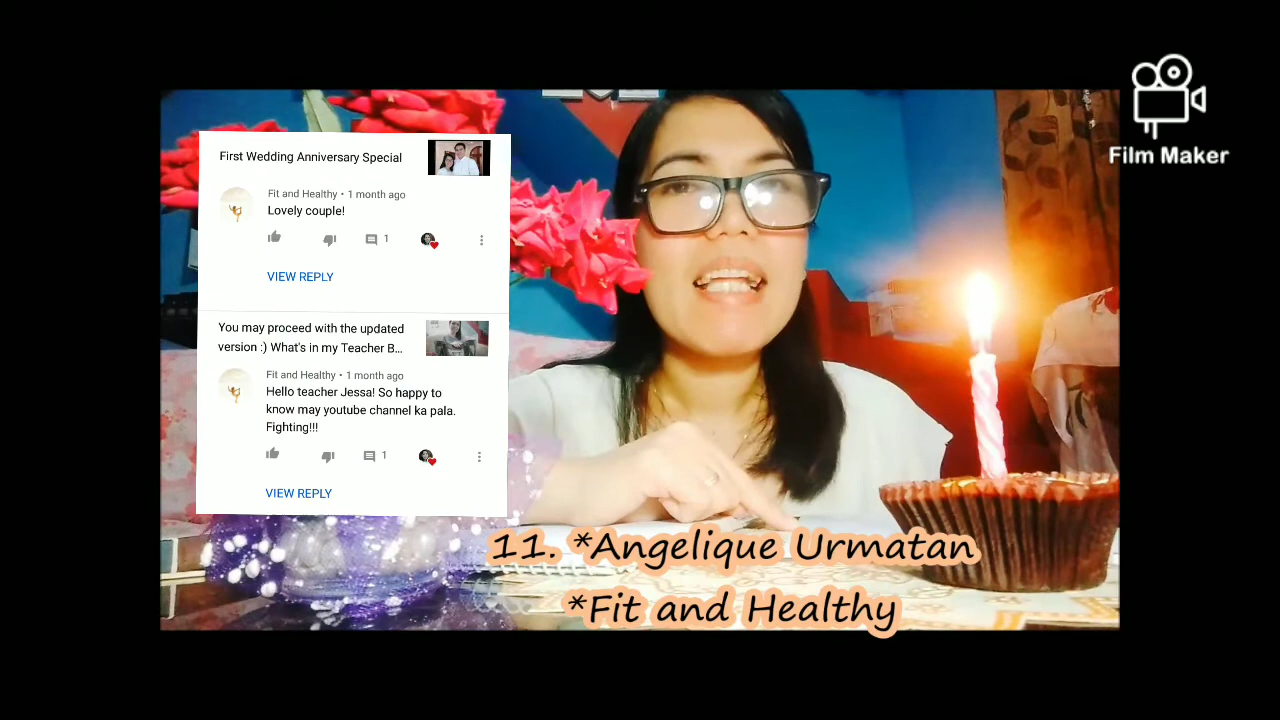 Film Maker
First Wedding Anniversary Special
Fit and Healthy • 1 month ago
Lovely couple!
1
VIEW REPLY
You may proceed with the updated
version :) What's in my Teacher B...
Fit and Healthy • 1 month ago
Hello teacher Jessa! So happy to
know may youtube channel ka pala.
Fighting!!!
1
VIEW REPLY
11. *Angelique Urmatan
*Fit and Healthy